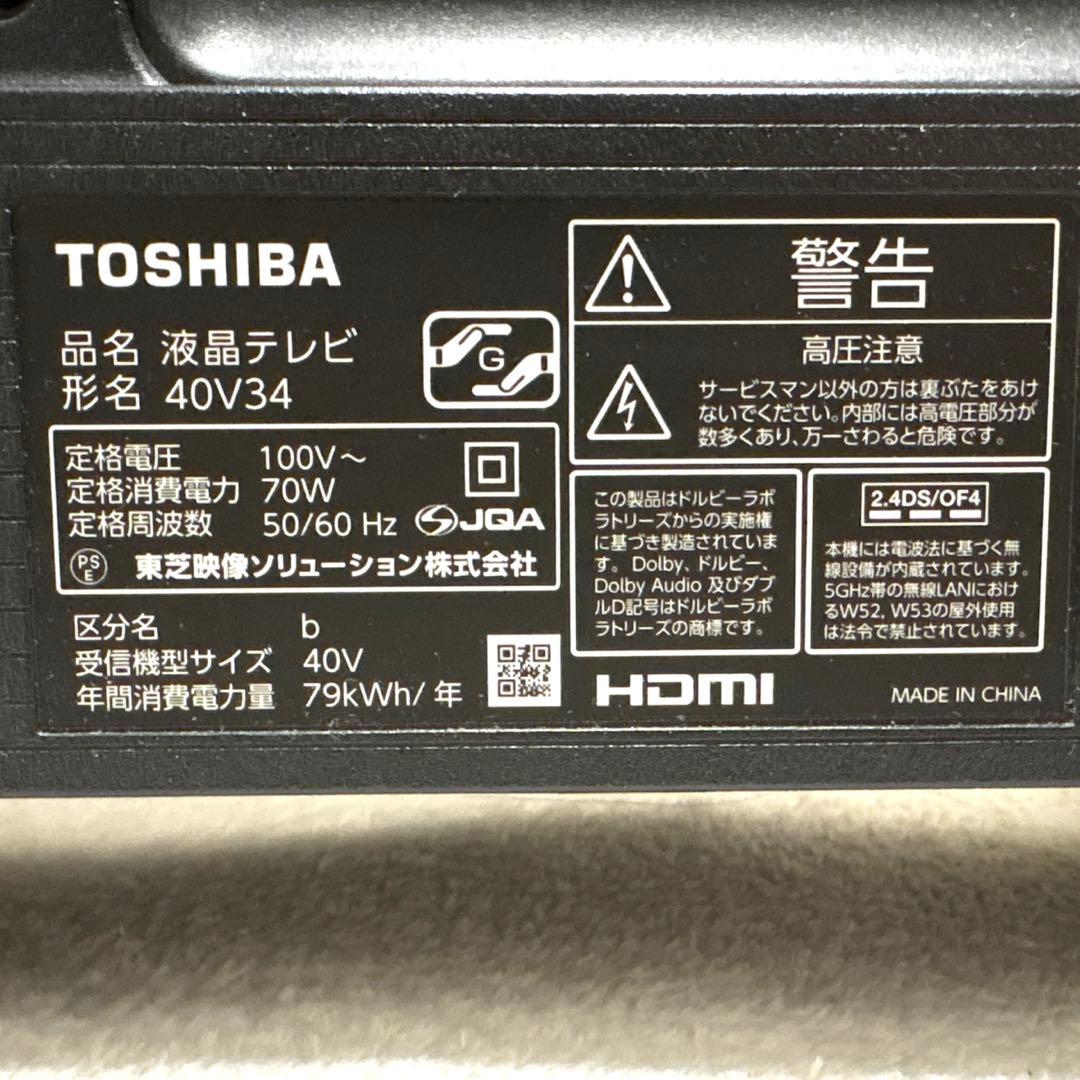 TOSHIBA
品名 液晶テレビ
形名 40V34
G
定格電圧 100V～
定格消費電力 70W
定格周波数 50/60 Hz
JQA
PS
E
東芝映像ソリューション株式会社
区分名 b
受信機型サイズ 40V
年間消費電力量 79kWh/年
警告
高圧注意
サービスマン以外の方は裏ぶたをあけ
ないでください。内部には高電圧部分が
数多くあり、万一さわると危険です。
この製品はドルビーラボ
ラトリーズからの実施権
に基づき製造されていま
す。 Dolby、ドルビー、
Dolby Audio 及びダブ
ルD記号はドルビーラボ
ラトリーズの商標です。
2.4DS/OF4
本機には電波法に基づく無
線設備が内蔵されています。
5GHz帯の無線LANにおけ
るW52, W53の屋外使用
は法令で禁止されています。
HDMI
MADE IN CHINA